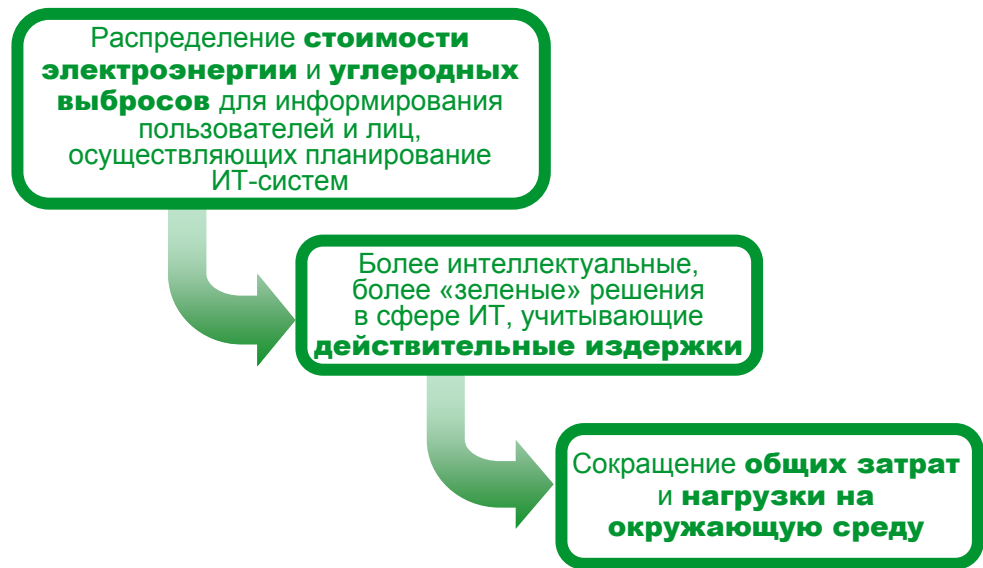 Распределение стоимости
электроэнергии и углеродных
выбросов для информирования
пользователей и лиц,
осуществляющих планирование
ИТ-систем
Более интеллектуальные,
более «зеленые» решения
в сфере ИТ, учитывающие
действительные издержки
Сокращение общих затрат
и нагрузки на
окружающую среду